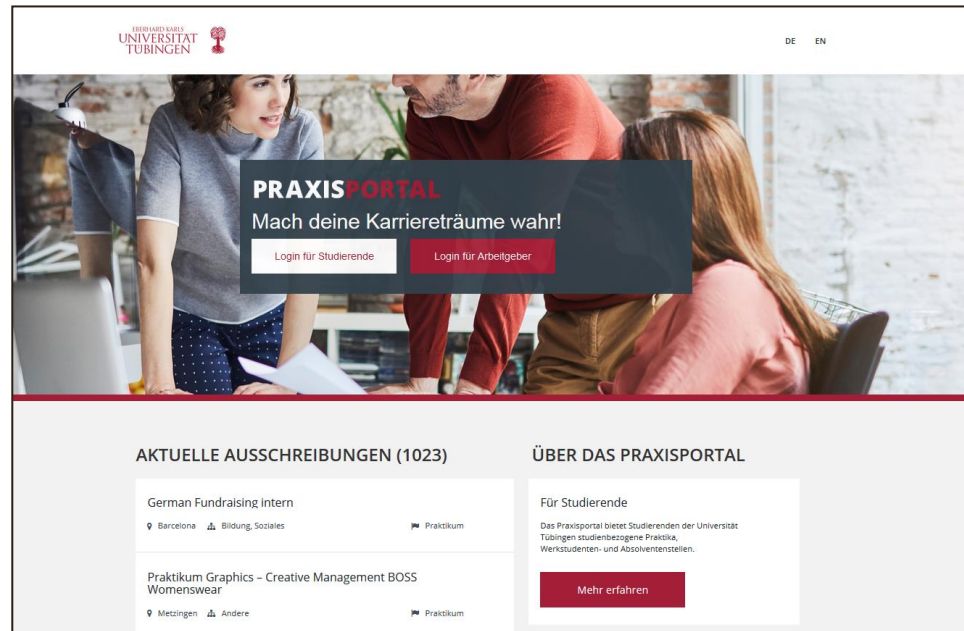 EBERHARD KARLS
UNIVERSITÄT
TÜBINGEN
DE EN
PRAXISPORTAL
Mach deine Karriereträume wahr!
Login für Studierende
Login für Arbeitgeber
AKTUELLE AUSSCHREIBUNGEN (1023)
German Fundraising intern
Barcelona Bildung, Soziales Praktikum
Praktikum Graphics – Creative Management BOSS
Womenswear
Metzingen Andere Praktikum
ÜBER DAS PRAXISPORTAL
Für Studierende
Das Praxisportal bietet Studierenden der Universität
Tübingen studienbezogene Praktika,
Werkstudenten- und Absolventenstellen.
Mehr erfahren